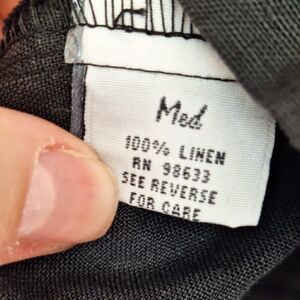 Med
100% LINEN
RN 98633
SEE REVERSE
FOR CARE